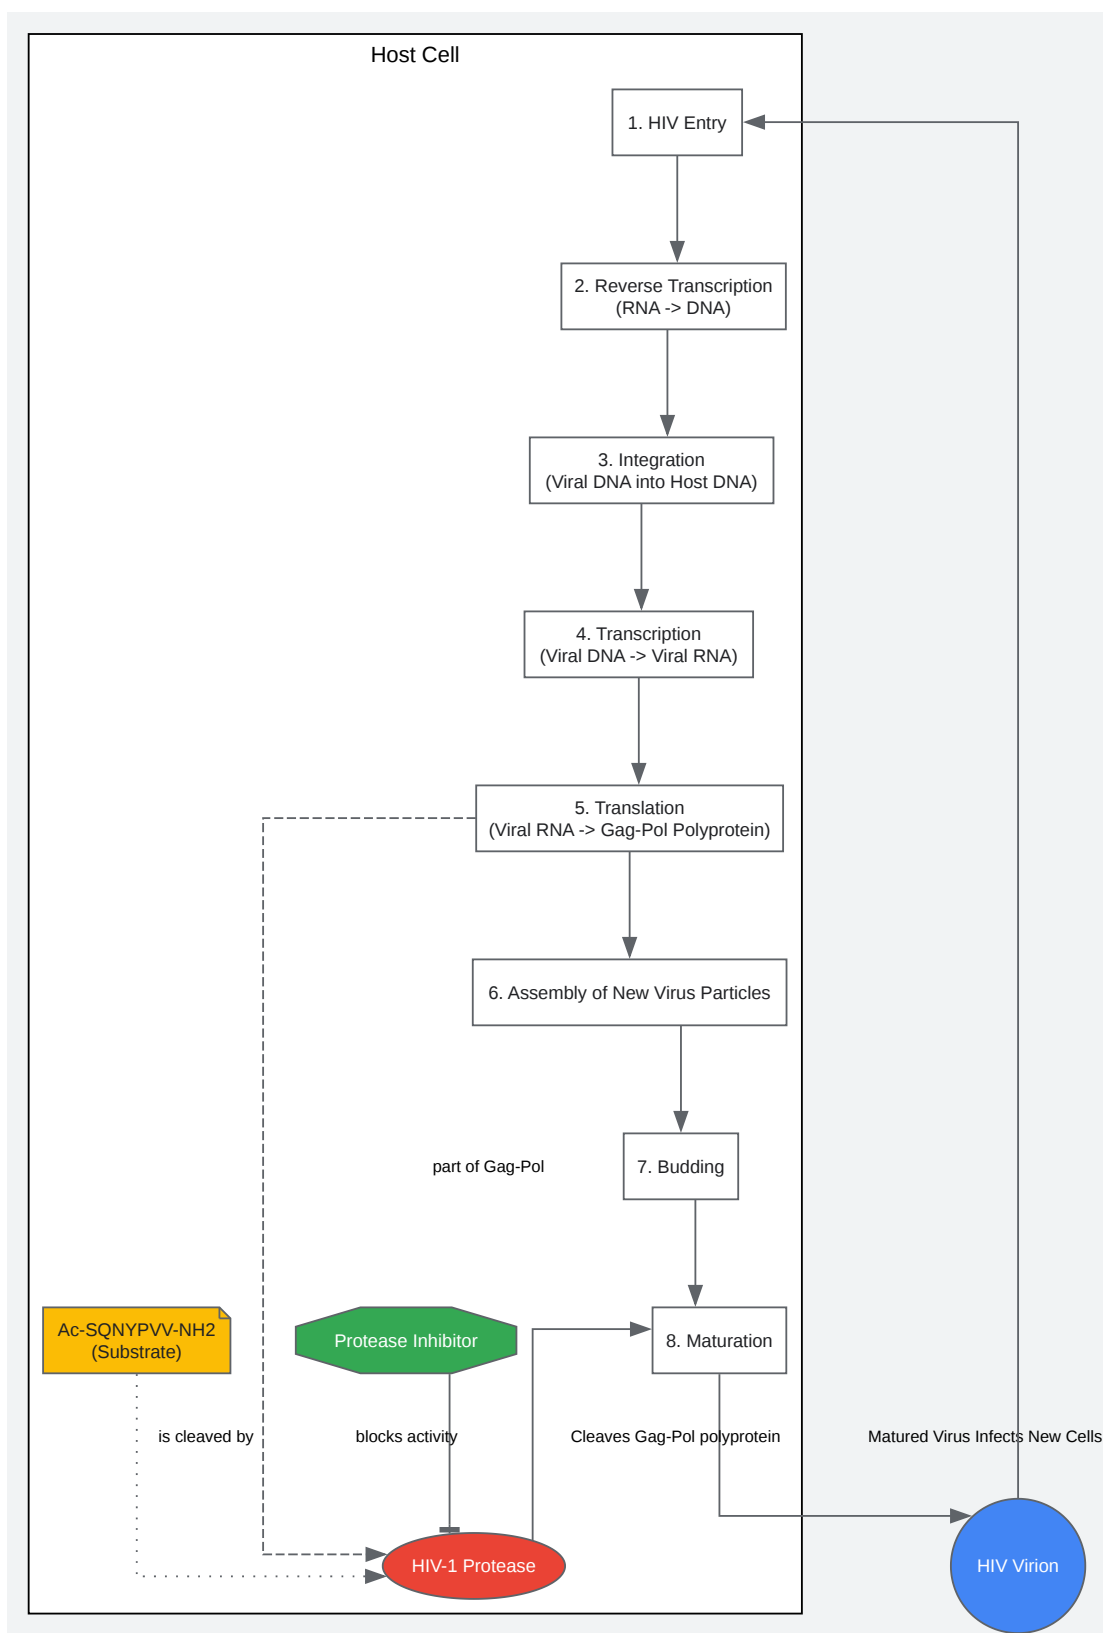 Host Cell
1. HIV Entry
2. Reverse Transcription
(RNA -> DNA)
3. Integration
(Viral DNA into Host DNA)
4. Transcription
(Viral DNA -> Viral RNA)
5. Translation
(Viral RNA -> Gag-Pol Polyprotein)
6. Assembly of New Virus Particles
part of Gag-Pol
7. Budding
Ac-SQNYPVV-NH2
(Substrate)
Protease Inhibitor
8. Maturation
is cleaved by
blocks activity
Cleaves Gag-Pol polyprotein
Matured Virus Infects New Cells
HIV-1 Protease
HIV Virion